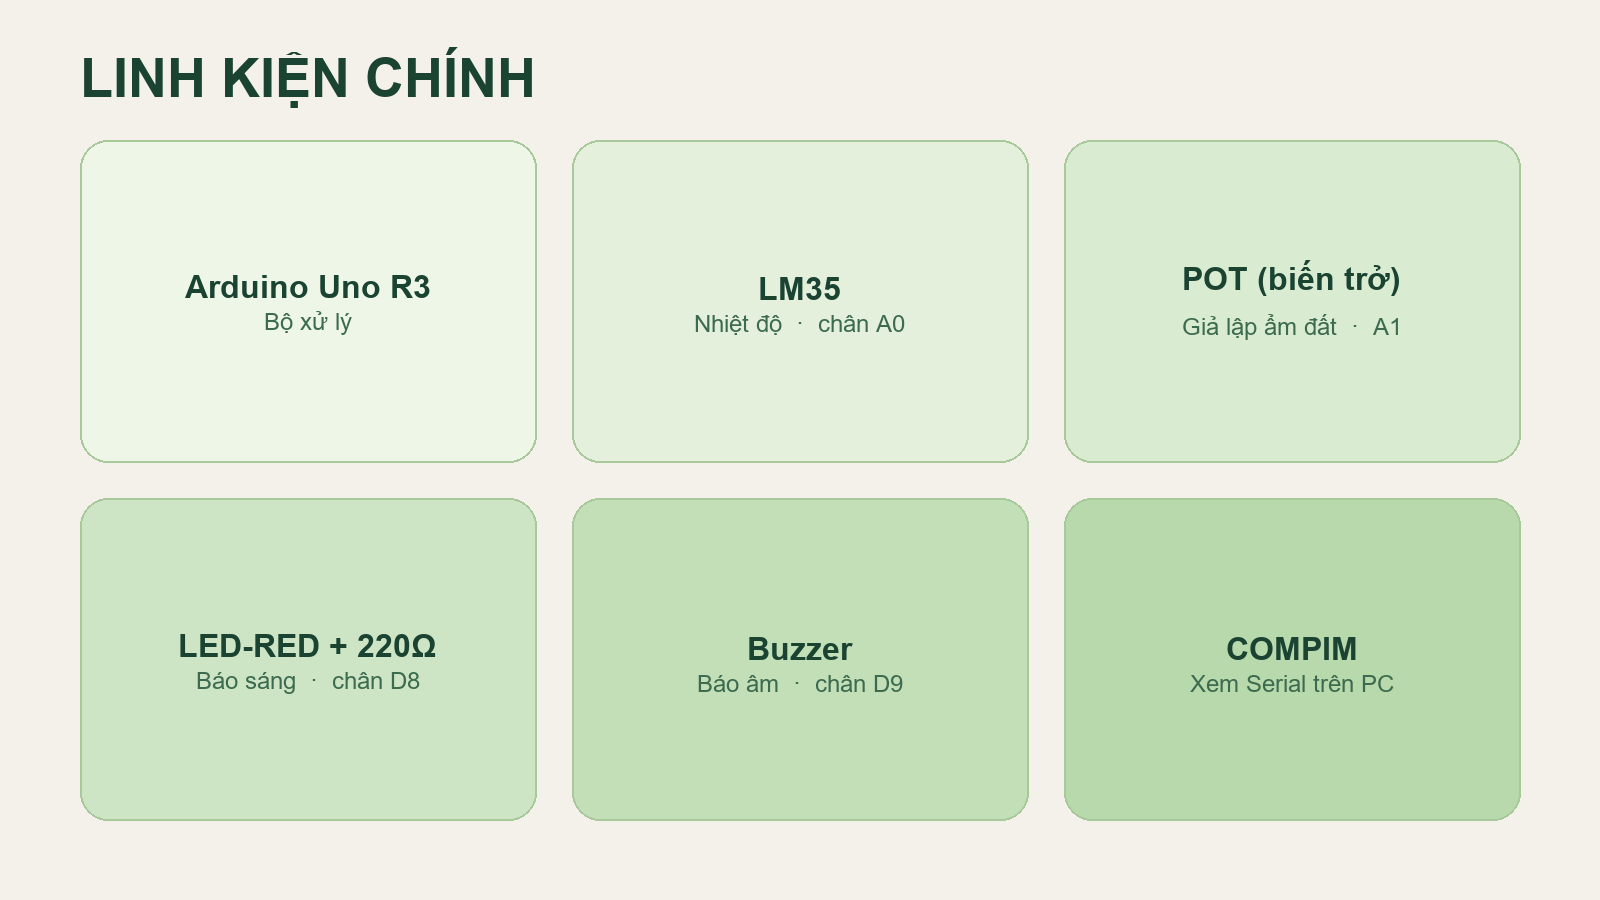 LINH KIỆN CHÍNH
Arduino Uno R3
Bộ xử lý
LM35
Nhiệt độ · chân A0
POT (biến trở)
Giả lập ẩm đất · A1
LED-RED + 220Ω
Báo sáng · chân D8
Buzzer
Báo âm · chân D9
COMPIM
Xem Serial trên PC